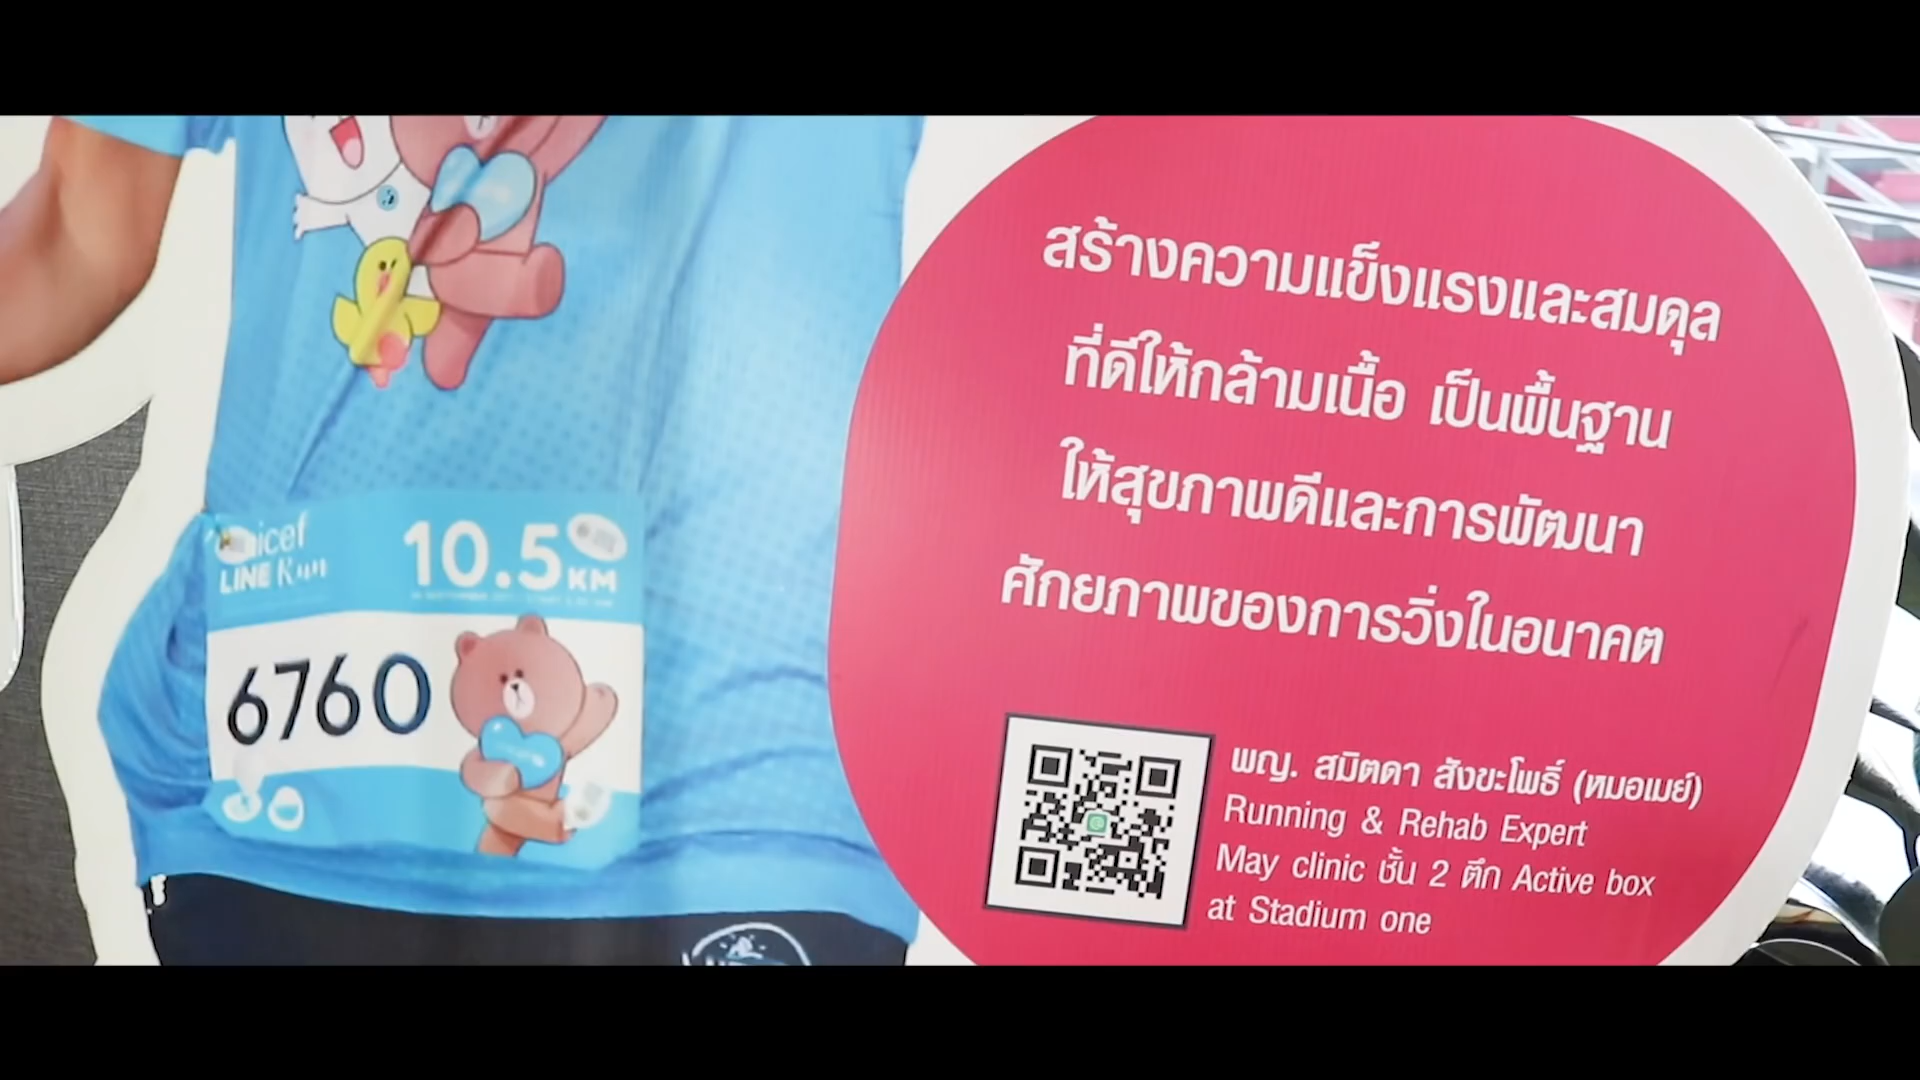 unicef
LINE Run
10.5 KM
6760
สร้างความแข็งแรงและสมดุล
ที่ดีให้กล้ามเนื้อ เป็นพื้นฐาน
ให้สุขภาพดีและการพัฒนา
ศักยภาพของการวิ่งในอนาคต
พญ. สมิตดา สังขะโพธิ์ (หมอเมย์)
Running & Rehab Expert
May clinic ชั้น 2 ตึก Active box
at Stadium one